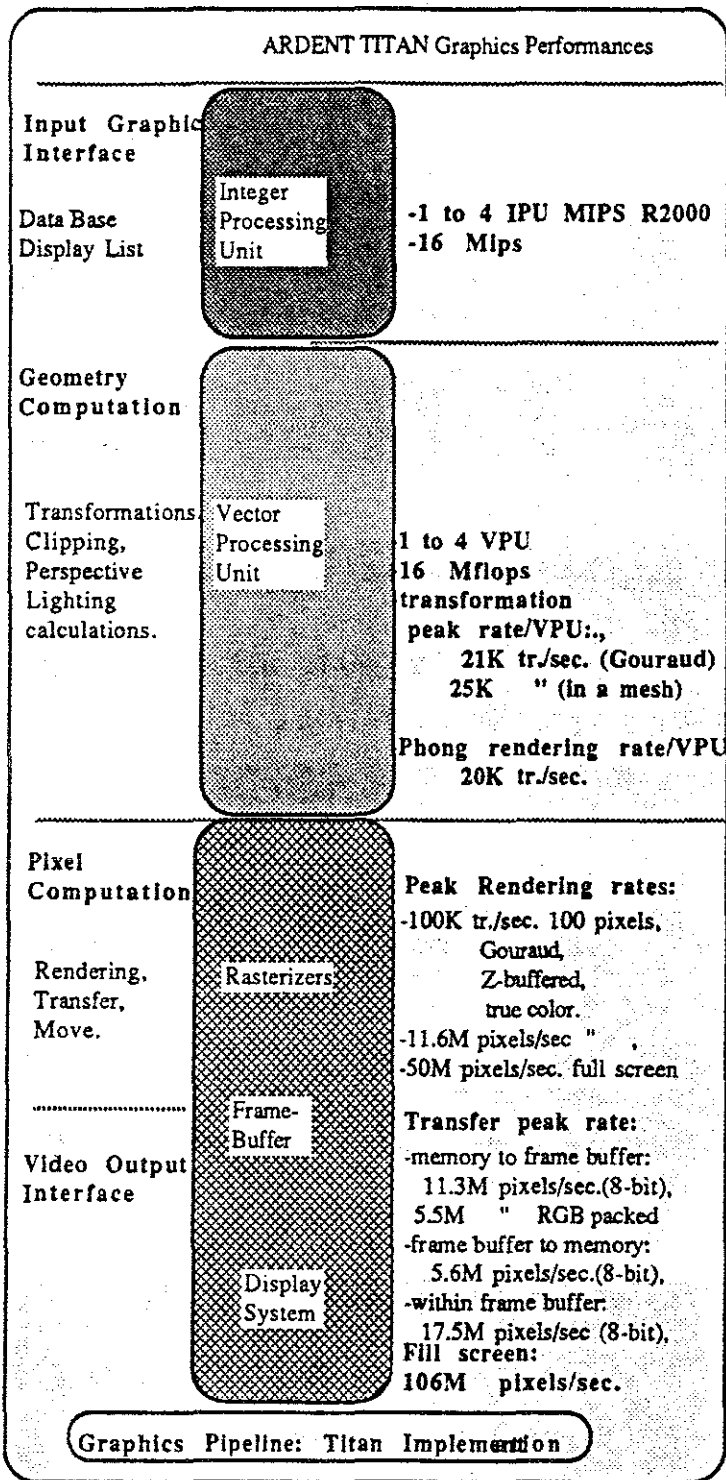 ARDENT TITAN Graphics Performances
Input Graphic
Interface
Data Base
Display List
Integer
Processing
Unit
-1 to 4 IPU MIPS R2000
-16 Mips
Geometry
Computation
Transformations
Clipping,
Perspective
Lighting
calculations.
Vector
Processing
Unit
1 to 4 VPU
16 Mflops
transformation
peak rate/VPU:.,
21K tr./sec. (Gouraud)
25K " (in a mesh)
Phong rendering rate/VPU
20K tr./sec.
Pixel
Computation
Rendering,
Transfer,
Move.
Rasterizers
Peak Rendering rates:
-100K tr./sec. 100 pixels,
Gouraud,
Z-buffered,
true color.
-11.6M pixels/sec " ,
-50M pixels/sec. full screen
Frame-
Buffer
Video Output
Interface
Display
System
Transfer peak rate:
-memory to frame buffer:
11.3M pixels/sec.(8-bit),
5.5M " RGB packed
-frame buffer to memory:
5.6M pixels/sec.(8-bit),
-within frame buffer:
17.5M pixels/sec (8-bit),
Fill screen:
106M pixels/sec.
Graphics Pipeline: Titan